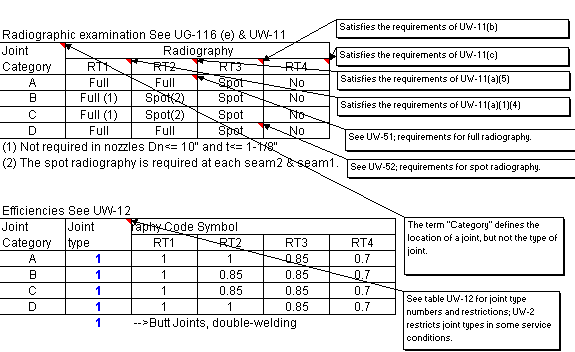 Radiographic examination See UG-116 (e) & UW-11
Joint Radiography
Category RT1 RT2 RT3 RT4
A Full Full Spot No
B Full (1) Spot(2) Spot No
C Full (1) Spot(2) Spot No
D Full Full Spot No
(1) Not required in nozzles Dn<= 10" and t<= 1-1/8"
(2) The spot radiography is required at each seam2 & seam1.
Satisfies the requirements of UW-11(b)
Satisfies the requirements of UW-11(c)
Satisfies the requirements of UW-11(a)(5)
Satisfies the requirements of UW-11(a)(1)(4)
See UW-51; requirements for full radiography.
See UW-52; requirements for spot radiography.
The term "Category" defines the
location of a joint, but not the type of
joint.
Efficiencies See UW-12
Joint Joint raphy Code Symbol
Category type RT1 RT2 RT3 RT4
A 1 1 1 0.85 0.7
B 1 1 0.85 0.85 0.7
C 1 1 0.85 0.85 0.7
D 1 1 1 0.85 0.7
1 -->Butt Joints, double-welding
See table UW-12 for joint type
numbers and restrictions; UW-2
restricts joint types in some service
conditions.